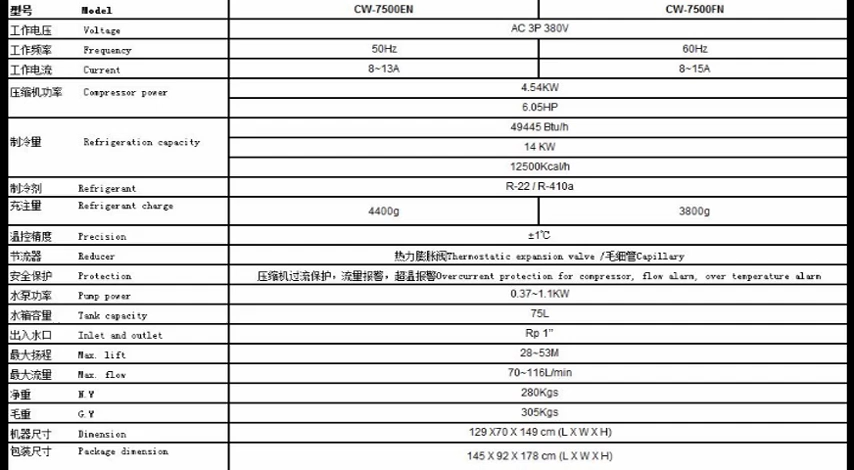 型号 Model CW-7500EN CW-7500FN
工作电压 Voltage AC 3P 380V
工作频率 Frequency 50Hz 60Hz
工作电流 Current 8~13A 8~15A
压缩机功率 Compressor power 4.54KW
6.05HP
49445 Btu/h
制冷量 Refrigeration capacity 14 KW
12500Kcal/h
制冷剂 Refrigerant R-22 / R-410a
充注量 Refrigerant charge 4400g 3800g
温控精度 Precision ±1℃
节流器 Reducer 热力膨胀阀Thermostatic expansion valve /毛细管Capillary
安全保护 Protection 压缩机过流保护，流量报警，超温报警Overcurrent protection for compressor, flow alarm, over temperature alarm
水泵功率 Pump power 0.37~1.1KW
水箱容量 Tank capacity 75L
出入水口 Inlet and outlet Rp 1"
最大扬程 Max. lift 28~53M
最大流量 Max. flow 70~116L/min
净重 N.W 280Kgs
毛重 G.W 305Kgs
机器尺寸 Dimension 129 X70 X 149 cm (L X W X H)
包装尺寸 Package dimension 145 X 92 X 178 cm (L X W X H)